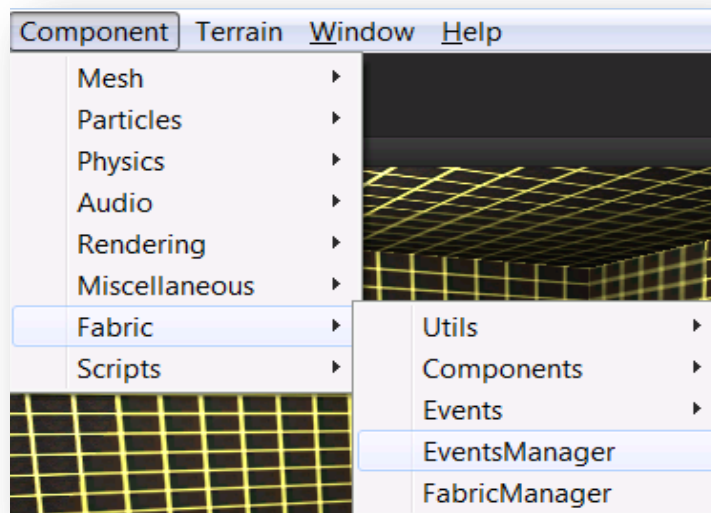 Component Terrain Window Help
Mesh
Particles
Physics
Audio
Rendering
Miscellaneous
Fabric
Scripts
Utils
Components
Events
EventsManager
FabricManager